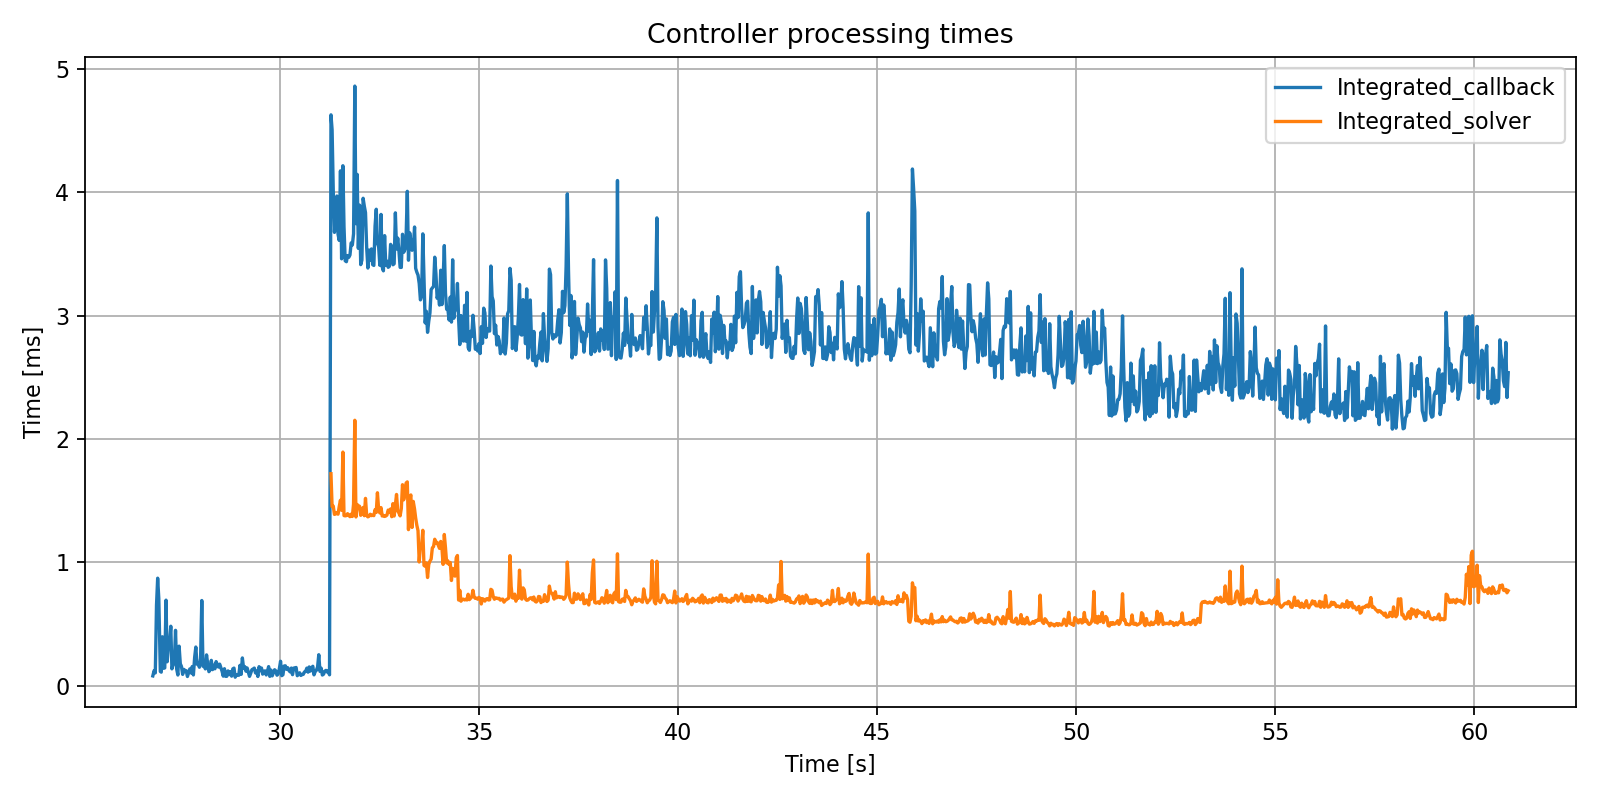 Controller processing times
Time [ms]
5
4
3
2
1
0
Integrated_callback
Integrated_solver
30
35
40
45
50
55
60
Time [s]